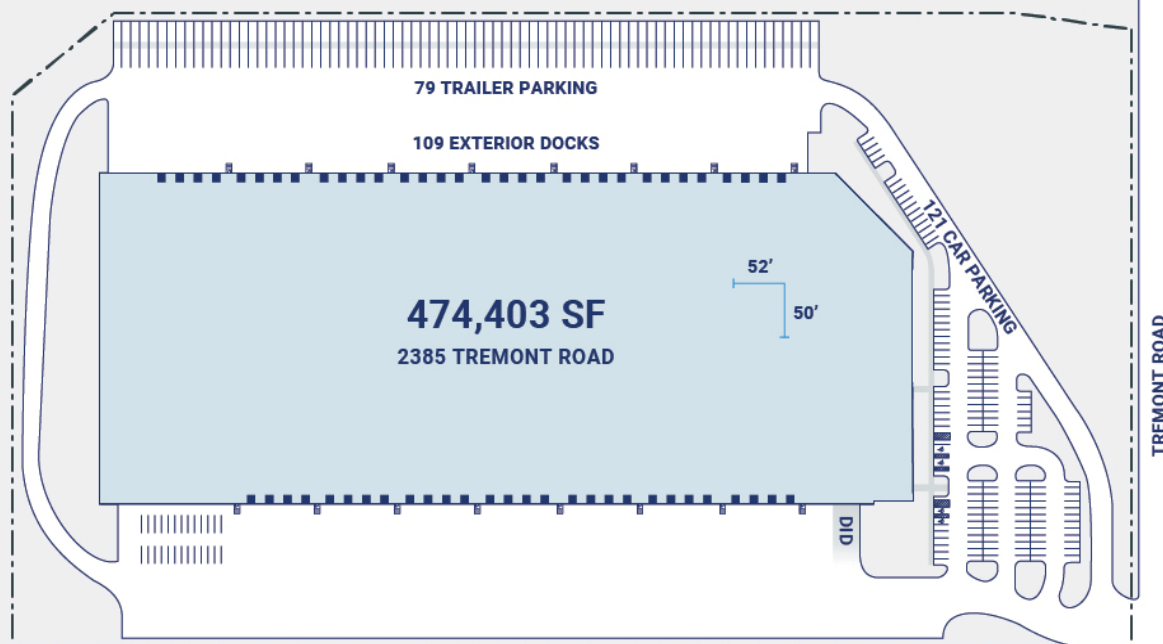 79 TRAILER PARKING
109 EXTERIOR DOCKS
121 CAR PARKING
52’
50’
474,403 SF
2385 TREMONT ROAD
TREMONT ROAD
DID